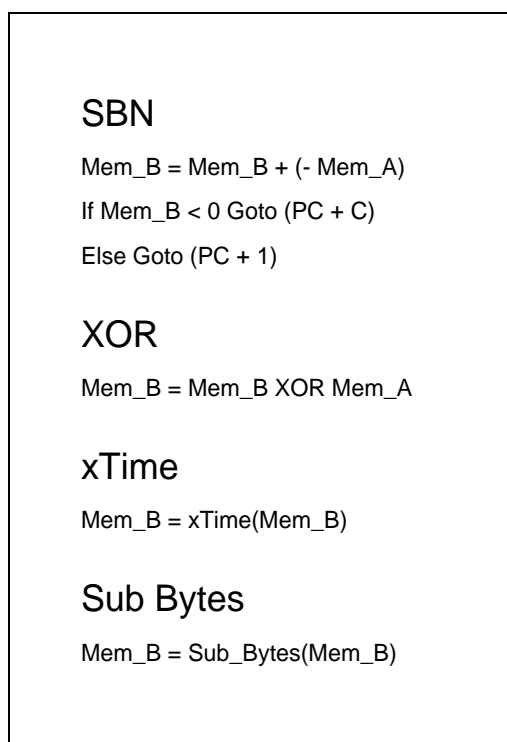 SBN
Mem_B = Mem_B + (- Mem_A)
If Mem_B < 0 Goto (PC + C)
Else Goto (PC + 1)
XOR
Mem_B = Mem_B XOR Mem_A
xTime
Mem_B = xTime(Mem_B)
Sub Bytes
Mem_B = Sub_Bytes(Mem_B)